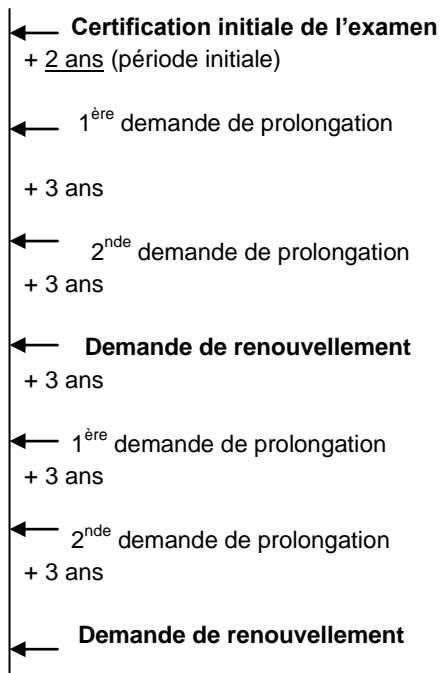 Certification initiale de l’examen
+ 2 ans (période initiale)
1ère demande de prolongation
+ 3 ans
2nde demande de prolongation
+ 3 ans
Demande de renouvellement
+ 3 ans
1ère demande de prolongation
+ 3 ans
2nde demande de prolongation
+ 3 ans
Demande de renouvellement